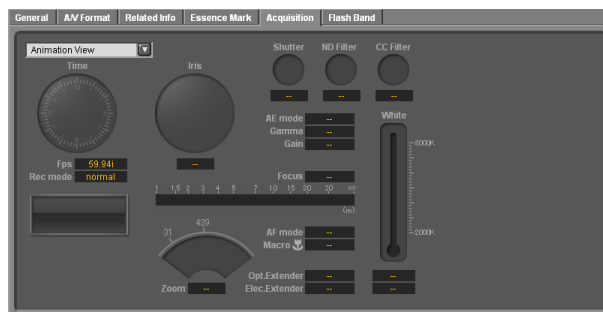 General A/V Format Related Info Essence Mark Acquisition Flash Band
Animation View
Shutter ND Filter CC Filter
Time Iris
-- -- --
AE mode -- White
Gamma --
Gain -- 8000K
Fps 59.94i --
Rec mode normal Focus --
1 1,5 2 3 4 5 7 10 15 20 30 ∞
(m)
439
31 AF mode -- 2000K
Macro --
Opt.Extender -- --
Zoom -- Elec.Extender -- --